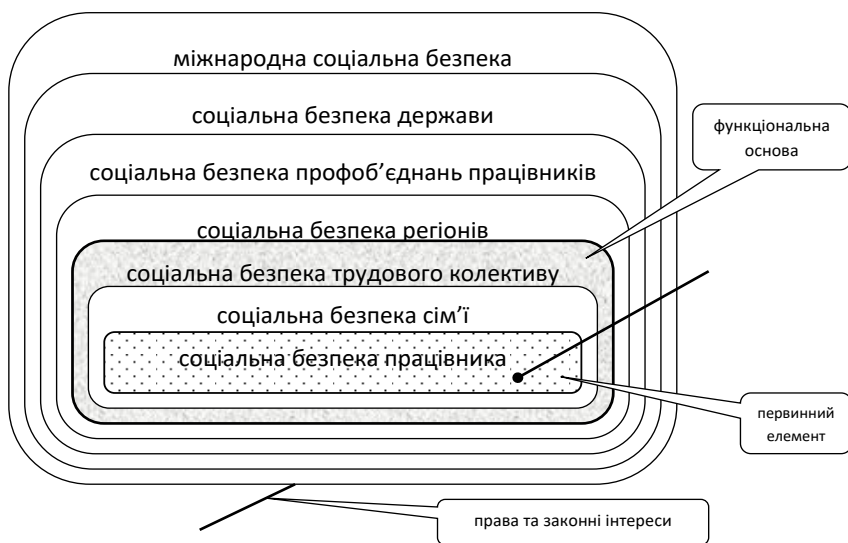 міжнародна соціальна безпека
соціальна безпека держави
функціональна
основа
соціальна безпека профоб’єднань працівників
соціальна безпека регіонів
соціальна безпека трудового колективу
соціальна безпека сім’ї
соціальна безпека працівника
первинний
елемент
права та законні інтереси